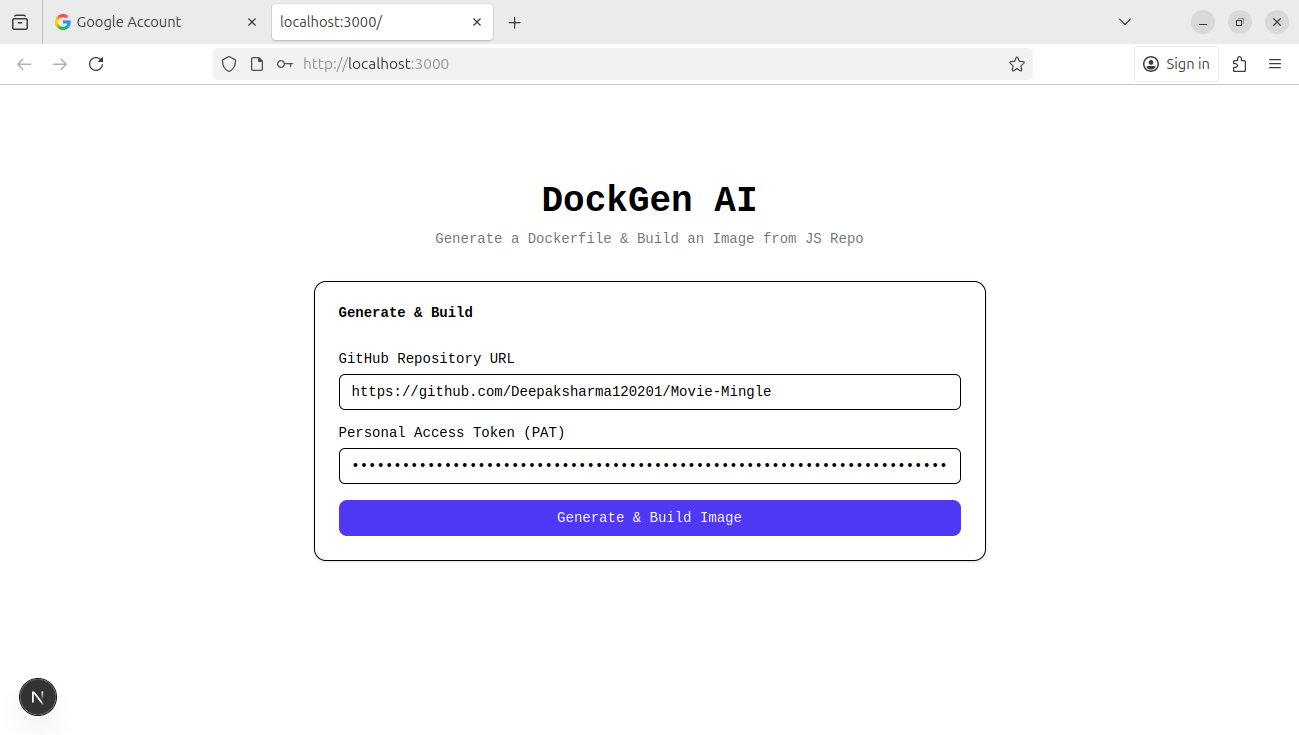 Google Account
localhost:3000/
http://localhost:3000
Sign in
DockGen AI
Generate a Dockerfile & Build an Image from JS Repo
Generate & Build
GitHub Repository URL
https://github.com/Deepaksharma120201/Movie-Mingle
Personal Access Token (PAT)
Generate & Build Image
N